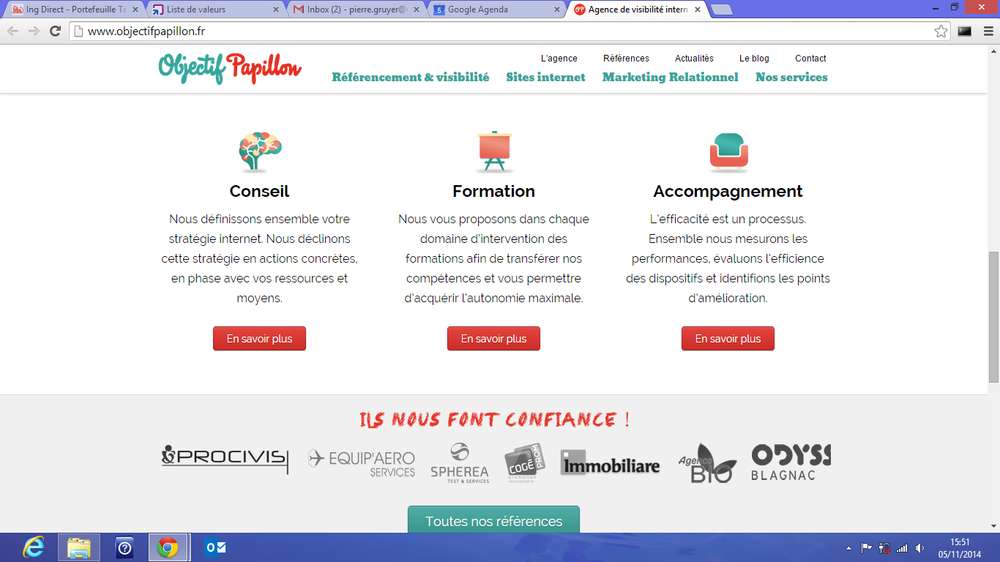 Ing Direct - Portefeuille Te
Liste de valeurs
Inbox (2) - pierre.gruyer@
5
Google Agenda
OP
Agence de visibilité intern
www.objectifpapillon.fr
Objectif Papillon
L'agence Références Actualités Le blog Contact
Référencement & visibilité Sites internet Marketing Relationnel Nos services
Conseil
Nous définissons ensemble votre
stratégie internet. Nous déclinons
cette stratégie en actions concrètes,
en phase avec vos ressources et
moyens.
En savoir plus
Formation
Nous vous proposons dans chaque
domaine d'intervention des
formations afin de transférer nos
compétences et vous permettre
d'acquérir l'autonomie maximale.
En savoir plus
Accompagnement
L'efficacité est un processus.
Ensemble nous mesurons les
performances, évaluons l'efficience
des dispositifs et identifions les points
d'amélioration.
En savoir plus
ILS NOUS FONT CONFIANCE !
PROCIVIS
EQUIP'AERO
SERVICES
SPHEREA
TEST & SERVICES
COGE
PROM
promotion
immobilière
Immobiliare
Agence
BIO
ODYSS
BLAGNAC
Toutes nos références
15:51
05/11/2014